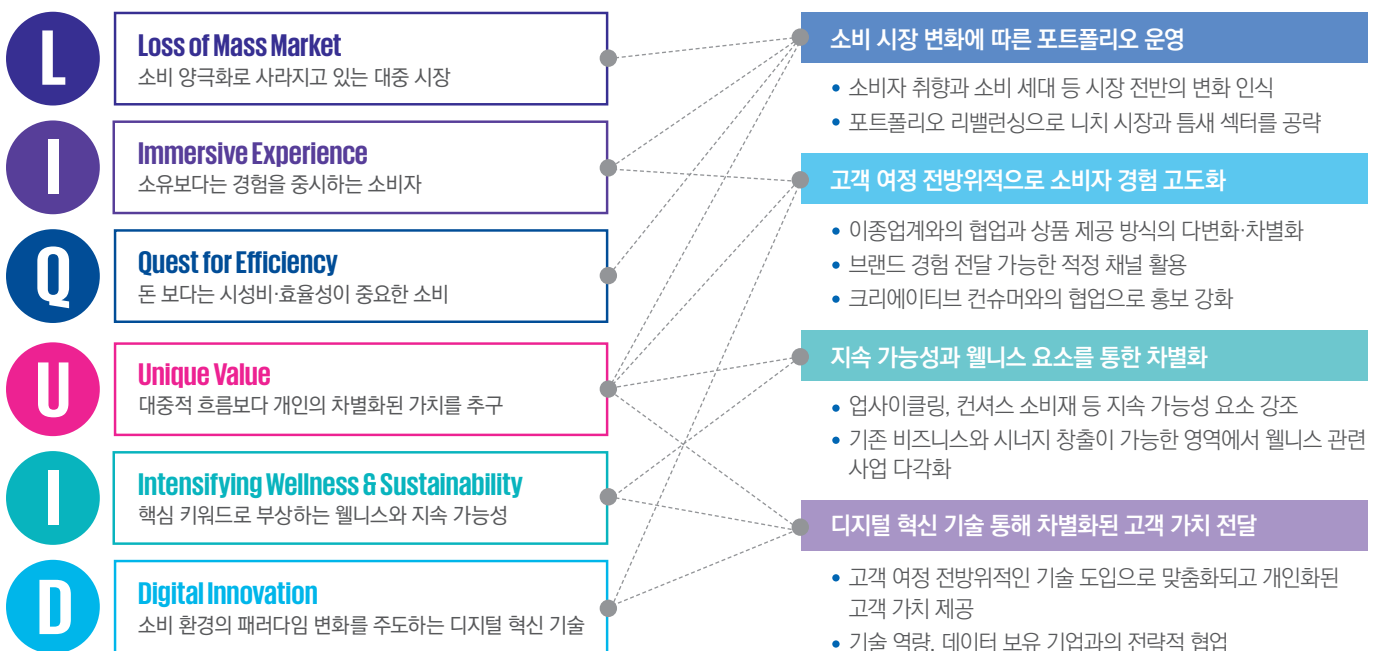 L
Loss of Mass Market
소비 양극화로 사라지고 있는 대중 시장
I
Immersive Experience
소유보다는 경험을 중시하는 소비자
Q
Quest for Efficiency
돈 보다는 시성비·효율성이 중요한 소비
U
Unique Value
대중적 흐름보다 개인의 차별화된 가치를 추구
I
Intensifying Wellness & Sustainability
핵심 키워드로 부상하는 웰니스와 지속 가능성
D
Digital Innovation
소비 환경의 패러다임 변화를 주도하는 디지털 혁신 기술
소비 시장 변화에 따른 포트폴리오 운영
• 소비자 취향과 소비 세대 등 시장 전반의 변화 인식
• 포트폴리오 리밸런싱으로 니치 시장과 틈새 섹터를 공략
고객 여정 전방위적으로 소비자 경험 고도화
• 이종업계와의 협업과 상품 제공 방식의 다변화·차별화
• 브랜드 경험 전달 가능한 적정 채널 활용
• 크리에이티브 컨슈머와의 협업으로 홍보 강화
지속 가능성과 웰니스 요소를 통한 차별화
• 업사이클링, 컨셔스 소비재 등 지속 가능성 요소 강조
• 기존 비즈니스와 시너지 창출이 가능한 영역에서 웰니스 관련
사업 다각화
디지털 혁신 기술 통해 차별화된 고객 가치 전달
• 고객 여정 전방위적인 기술 도입으로 맞춤화되고 개인화된
고객 가치 제공
• 기술 역량, 데이터 보유 기업과의 전략적 협업